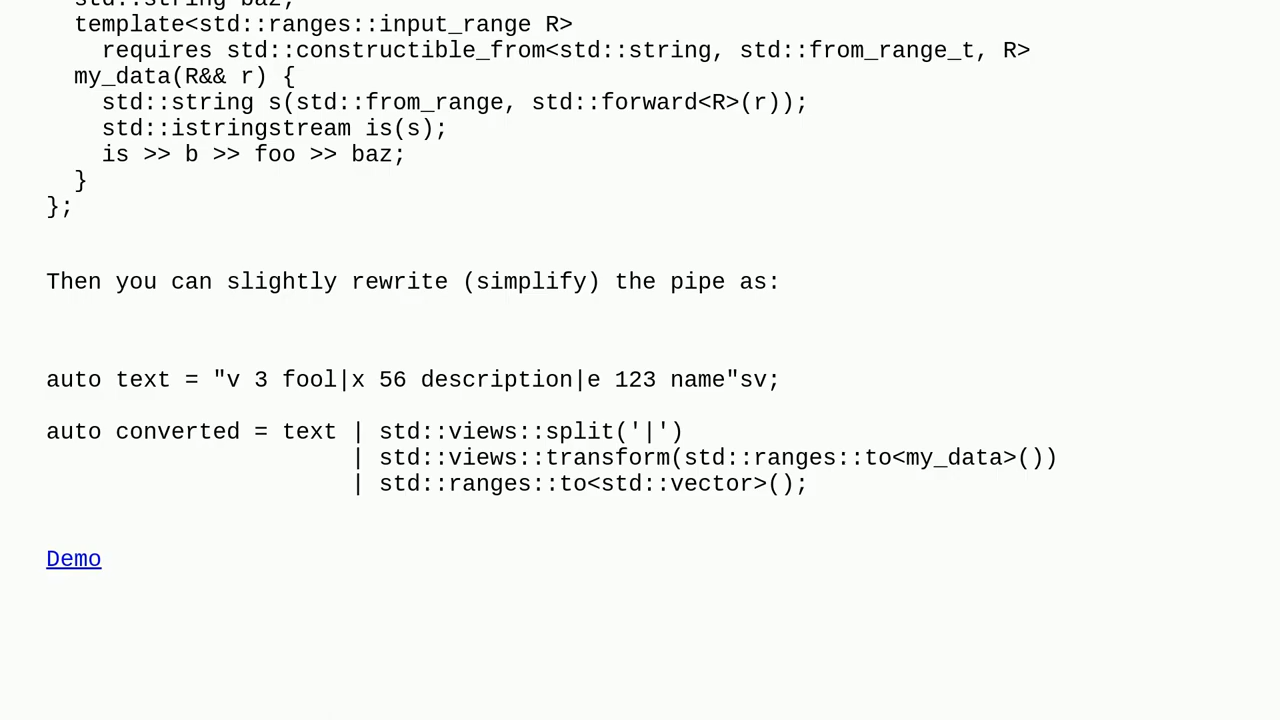 std::string baz;
template<std::ranges::input_range R>
requires std::constructible_from<std::string, std::from_range_t, R>
my_data(R&& r) {
std::string s(std::from_range, std::forward<R>(r));
std::istringstream is(s);
is >> b >> foo >> baz;
}
};
Then you can slightly rewrite (simplify) the pipe as:
auto text = "v 3 fool|x 56 description|e 123 name"sv;
auto converted = text | std::views::split('|')
| std::views::transform(std::ranges::to<my_data>())
| std::ranges::to<std::vector>();
Demo